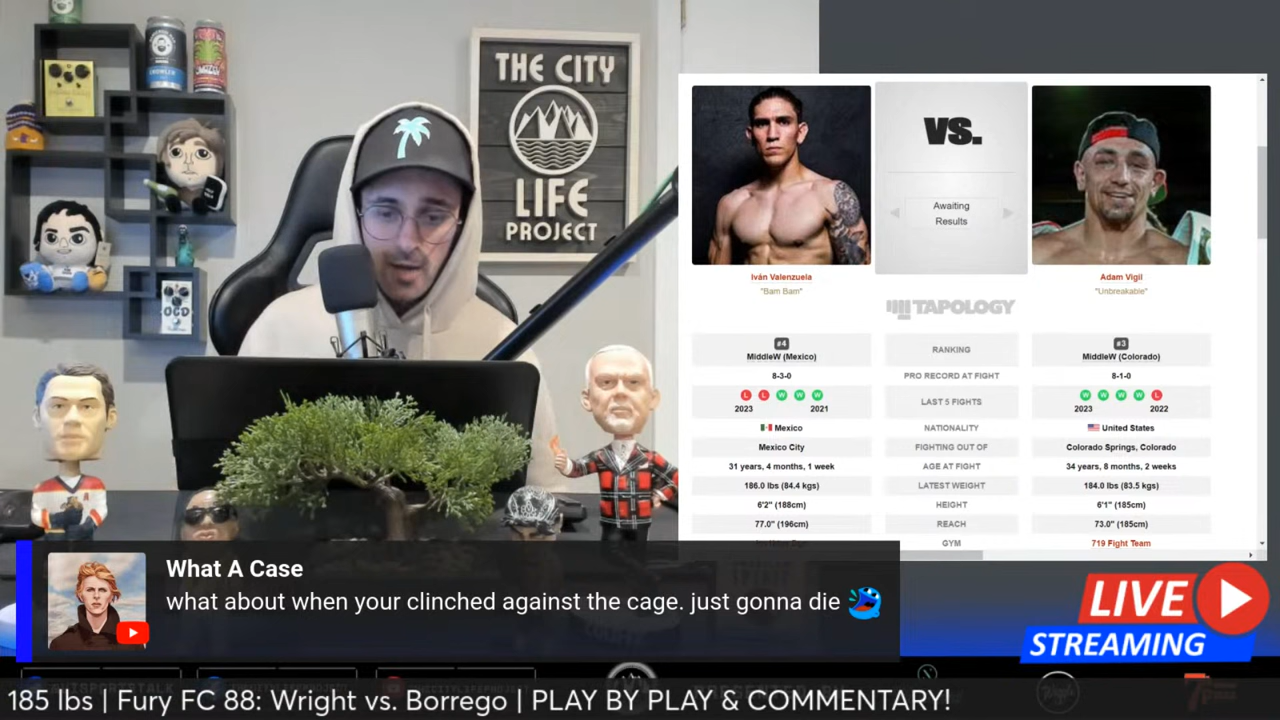 THE CITY
LIFE
PROJECT
OCD
VS.
Awaiting
Results
Iván Valenzuela
"Bam Bam"
Adam Vigil
"Unbreakable"
TAPOLOGY
#4
MiddleW (Mexico)
RANKING
#3
MiddleW (Colorado)
8-3-0
PRO RECORD AT FIGHT
8-1-0
L L W W W
2023 2021
LAST 5 FIGHTS
W W W W L
2023 2022
Mexico
NATIONALITY
United States
Mexico City
FIGHTING OUT OF
Colorado Springs, Colorado
31 years, 4 months, 1 week
AGE AT FIGHT
34 years, 8 months, 2 weeks
186.0 lbs (84.4 kgs)
LATEST WEIGHT
184.0 lbs (83.5 kgs)
6'2" (188cm)
HEIGHT
6'1" (185cm)
77.0" (196cm)
REACH
73.0" (185cm)
GYM
719 Fight Team
What A Case
what about when your clinched against the cage. just gonna die
LIVE
STREAMING
185 lbs | Fury FC 88: Wright vs. Borrego | PLAY BY PLAY & COMMENTARY!